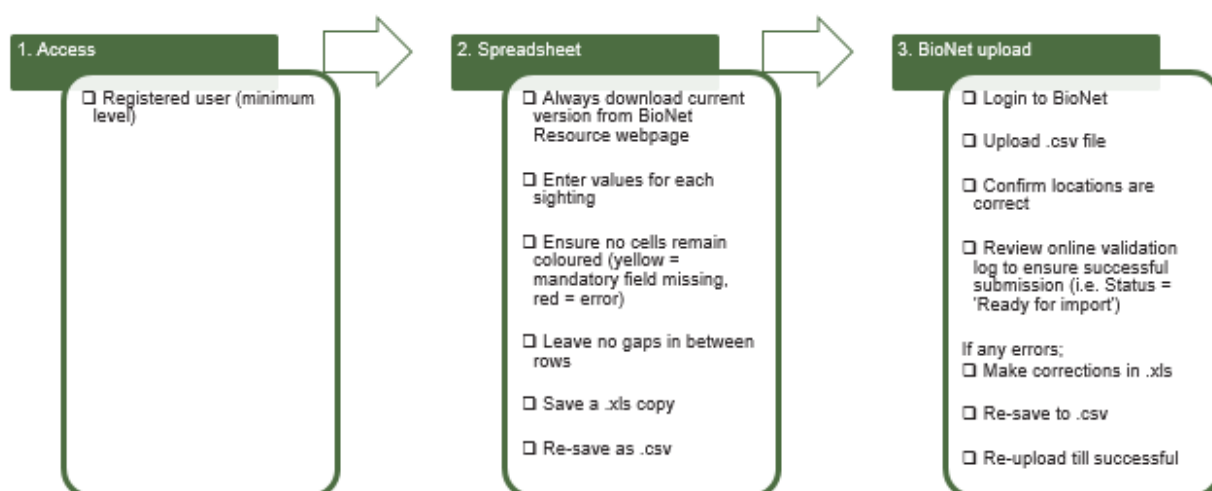 1. Access
❑ Registered user (minimum
level)
2. Spreadsheet
❑ Always download current
version from BioNet
Resource webpage
❑ Enter values for each
sighting
❑ Ensure no cells remain
coloured (yellow =
mandatory field missing,
red = error)
❑ Leave no gaps in between
rows
❑ Save a .xls copy
❑ Re-save as .csv
3. BioNet upload
❑ Login to BioNet
❑ Upload .csv file
❑ Confirm locations are
correct
❑ Review online validation
log to ensure successful
submission (i.e. Status =
'Ready for import')
If any errors;
❑ Make corrections in .xls
❑ Re-save to .csv
❑ Re-upload till successful